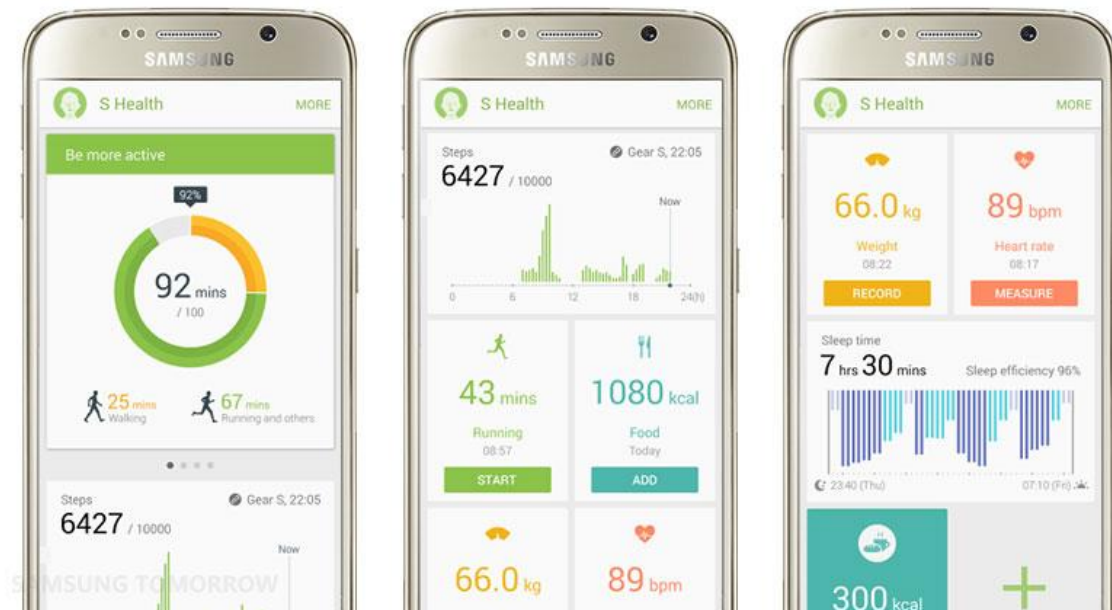 SAMSUNG
S Health MORE
Be more active
92%
92 mins
/ 100
25 mins
Walking
67 mins
Running and others
Steps
Gear S, 22:05
6427 / 10000
Now
SAMSUNG TOMORROW
SAMSUNG
S Health MORE
Steps
Gear S, 22:05
6427 / 10000
Now
0 6 12 18 24(h)
43 mins
Running
08:57
START
1080 kcal
Food
Today
ADD
66.0 kg
89 bpm
SAMSUNG
S Health MORE
66.0 kg
Weight
08:22
RECORD
89 bpm
Heart rate
08:17
MEASURE
Sleep time
7 hrs 30 mins
Sleep efficiency 96%
23:40 (Thu)
07:10 (Fri)
300 kcal